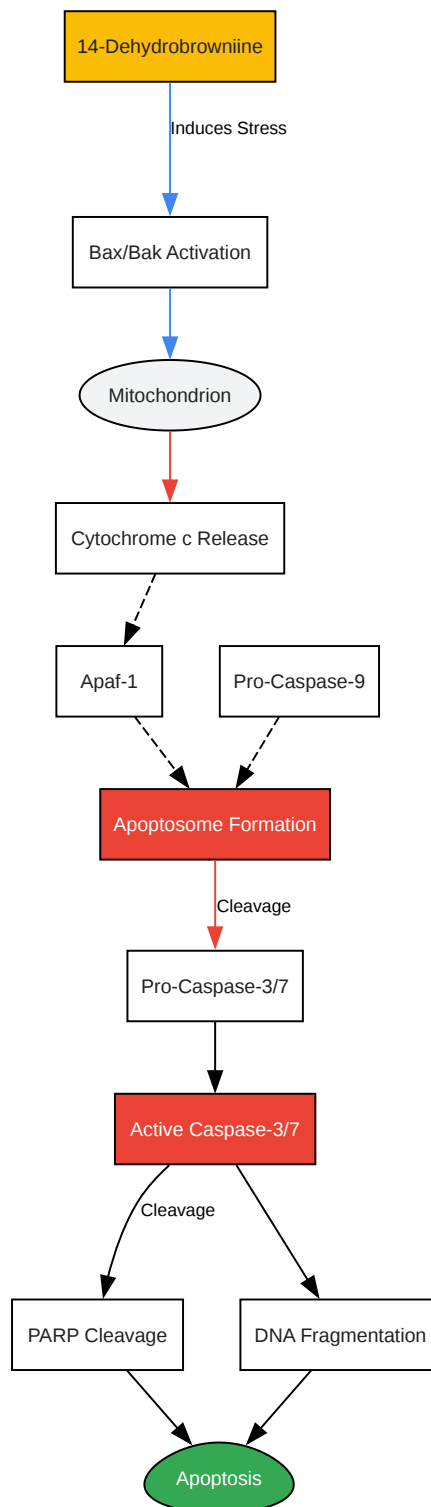 14-Dehydrobrowniine
Induces Stress
Bax/Bak Activation
Mitochondrion
Cytochrome c Release
Apaf-1
Pro-Caspase-9
Apoptosome Formation
Cleavage
Pro-Caspase-3/7
Active Caspase-3/7
Cleavage
PARP Cleavage
DNA Fragmentation
Apoptosis